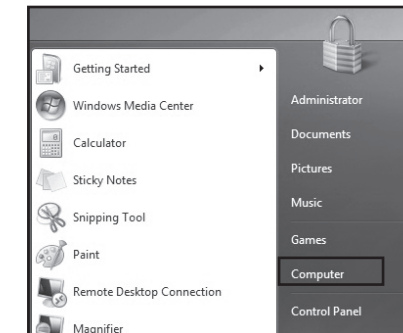 Getting Started
Windows Media Center
Calculator
Sticky Notes
Snipping Tool
Paint
Remote Desktop Connection
Magnifier
Administrator
Documents
Pictures
Music
Games
Computer
Control Panel